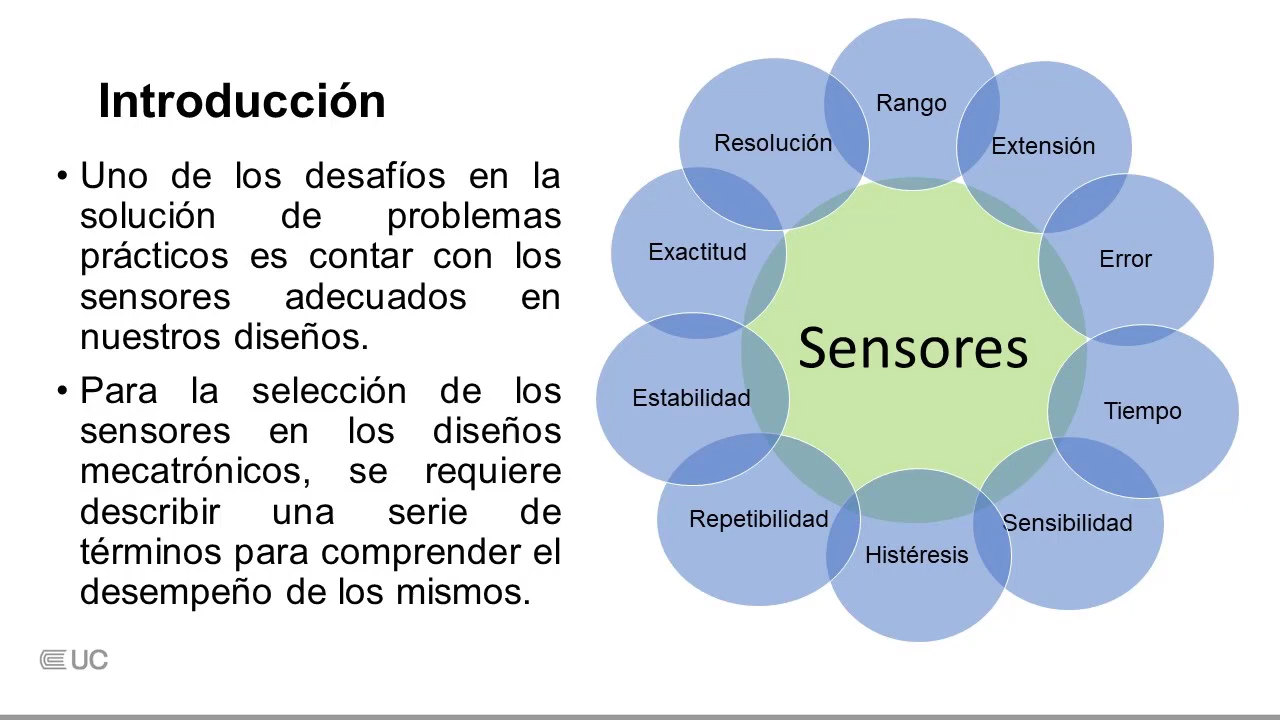 Introducción
• Uno de los desafíos en la
solución de problemas
prácticos es contar con los
sensores adecuados en
nuestros diseños.
• Para la selección de los
sensores en los diseños
mecatrónicos, se requiere
describir una serie de
términos para comprender el
desempeño de los mismos.
UC
Rango
Extensión
Error
Tiempo
Sensibilidad
Histéresis
Repetibilidad
Estabilidad
Exactitud
Resolución
Sensores